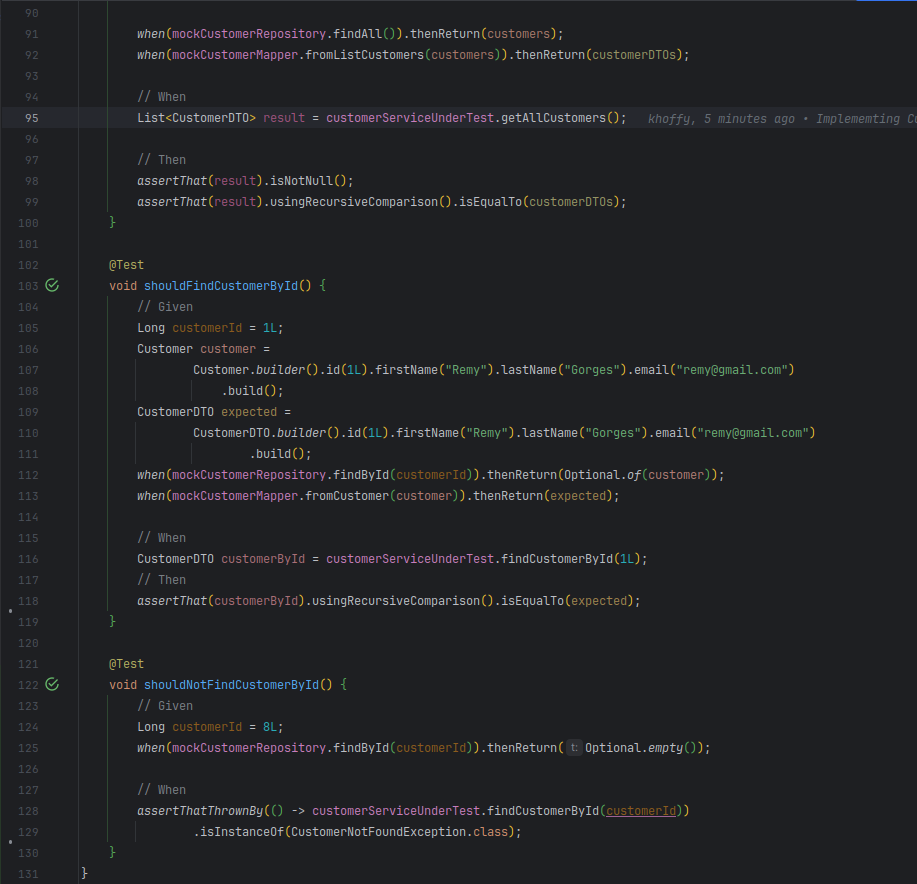 90
91 when(mockCustomerRepository.findAll()).thenReturn(customers);
92 when(mockCustomerMapper.fromListCustomers(customers)).thenReturn(customerDTOs);
93
94 // When
95 List<CustomerDTO> result = customerServiceUnderTest.getAllCustomers(); khoffy, 5 minutes ago • Implememting
96
97 // Then
98 assertThat(result).isNotNull();
99 assertThat(result).usingRecursiveComparison().isEqualTo(customerDTOs);
100 }
101
102 @Test
103 void shouldFindCustomerById() {
104 // Given
105 Long customerId = 1L;
106 Customer customer =
107 Customer.builder().id(1L).firstName("Remy").lastName("Gorges").email("remy@gmail.com")
108 .build();
109 CustomerDTO expected =
110 CustomerDTO.builder().id(1L).firstName("Remy").lastName("Gorges").email("remy@gmail.com")
111 .build();
112 when(mockCustomerRepository.findById(customerId)).thenReturn(Optional.of(customer));
113 when(mockCustomerMapper.fromCustomer(customer)).thenReturn(expected);
114
115 // When
116 CustomerDTO customerById = customerServiceUnderTest.findCustomerById(1L);
117 // Then
118 assertThat(customerById).usingRecursiveComparison().isEqualTo(expected);
119 }
120
121 @Test
122 void shouldNotFindCustomerById() {
123 // Given
124 Long customerId = 8L;
125 when(mockCustomerRepository.findById(customerId)).thenReturn( t: Optional.empty());
126
127 // When
128 assertThatThrownBy(() -> customerServiceUnderTest.findCustomerById(customerId))
129 .isInstanceOf(CustomerNotFoundException.class);
130 }
131 }